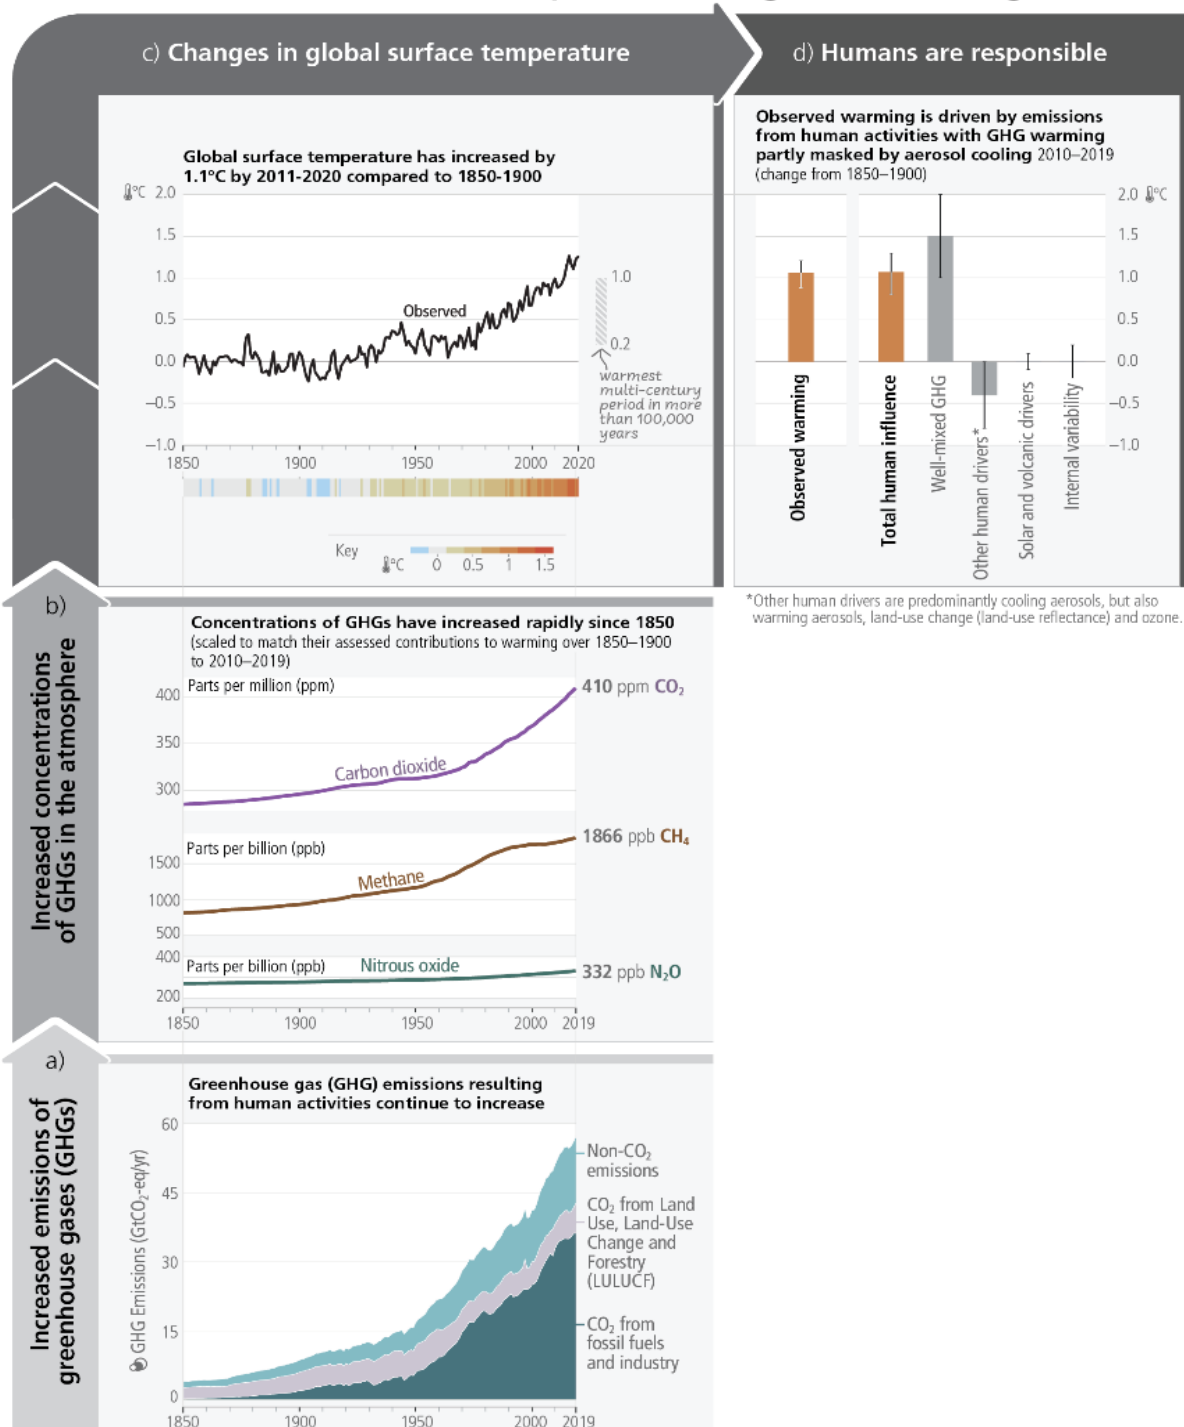 c) Changes in global surface temperature
d) Humans are responsible
Global surface temperature has increased by
1.1°C by 2011-2020 compared to 1850-1900
°C
2.0
1.5
1.0
0.5
0.0
−0.5
−1.0
Observed
1.0
0.2
warmest
multi-century
period in more
than 100,000
years
1850
1900
1950
2000
2020
Key
°C
0
0.5
1
1.5
Observed warming is driven by emissions
from human activities with GHG warming
partly masked by aerosol cooling 2010–2019
(change from 1850–1900)
2.0 °C
1.5
1.0
0.5
0.0
−0.5
−1.0
Observed warming
Total human influence
Well-mixed GHG
Other human drivers*
Solar and volcanic drivers
Internal variability
*Other human drivers are predominantly cooling aerosols, but also
warming aerosols, land-use change (land-use reflectance) and ozone.
b)
Increased concentrations
of GHGs in the atmosphere
Concentrations of GHGs have increased rapidly since 1850
(scaled to match their assessed contributions to warming over 1850–1900
to 2010–2019)
Parts per million (ppm)
400
350
300
Carbon dioxide
410 ppm CO₂
Parts per billion (ppb)
1500
1000
500
Methane
1866 ppb CH₄
Parts per billion (ppb)
400
200
Nitrous oxide
332 ppb N₂O
1850
1900
1950
2000
2019
a)
Increased emissions of
greenhouse gases (GHGs)
Greenhouse gas (GHG) emissions resulting
from human activities continue to increase
GHG Emissions (GtCO₂-eq/yr)
60
45
30
15
0
Non-CO₂
emissions
CO₂ from Land
Use, Land-Use
Change and
Forestry
(LULUCF)
CO₂ from
fossil fuels
and industry
1850
1900
1950
2000
2019